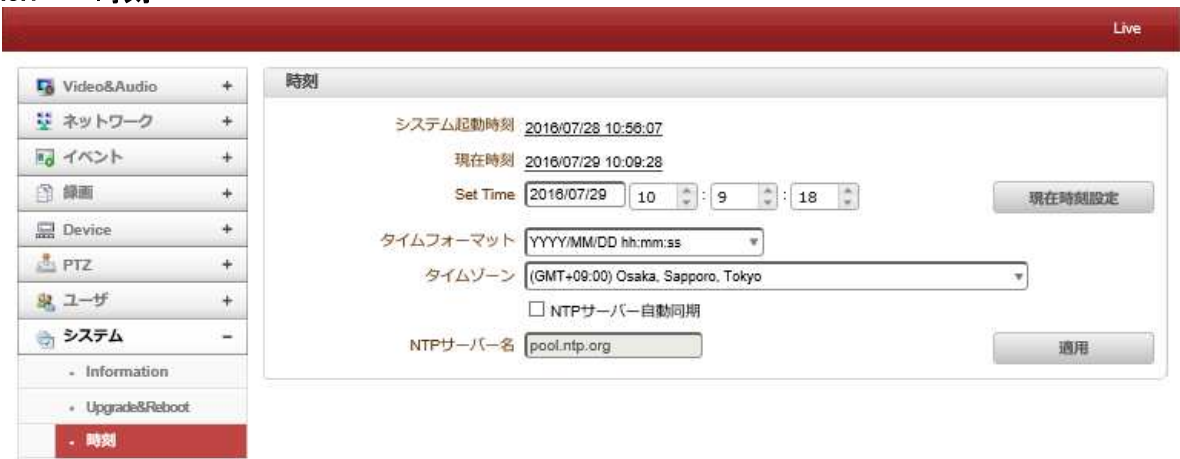 時刻
Live
Video&Audio +
ネットワーク +
イベント +
録画 +
Device +
PTZ +
ユーザ +
システム -
• Information
• Upgrade&Reboot
• 時刻
時刻
システム起動時刻 2016/07/28 10:56:07
現在時刻 2016/07/29 10:09:28
Set Time 2016/07/29 10 : 9 : 18 現在時刻設定
タイムフォーマット YYYY/MM/DD hh:mm:ss
タイムゾーン (GMT+09:00) Osaka, Sapporo, Tokyo
NTPサーバー自動同期
NTPサーバー名 pool.ntp.org 適用